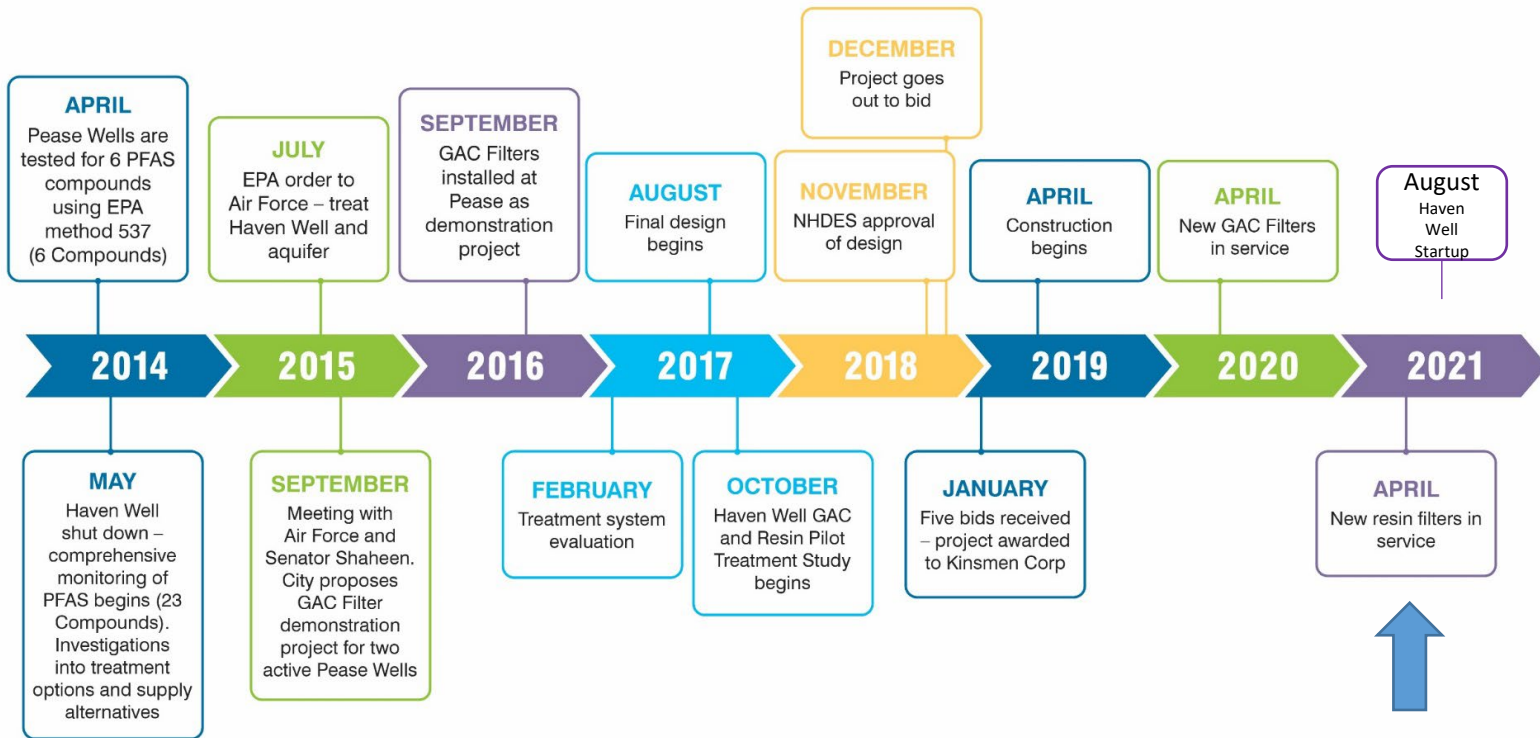 APRIL
Pease Wells are
tested for 6 PFAS
compounds
using EPA
method 537
(6 Compounds)
JULY
EPA order to
Air Force – treat
Haven Well and
aquifer
SEPTEMBER
GAC Filters
installed at
Pease as
demonstration
project
AUGUST
Final design
begins
DECEMBER
Project goes
out to bid
NOVEMBER
NHDES approval
of design
APRIL
Construction
begins
APRIL
New GAC Filters
in service
August
Haven
Well
Startup
2014
2015
2016
2017
2018
2019
2020
2021
MAY
Haven Well
shut down –
comprehensive
monitoring of
PFAS begins (23
Compounds).
Investigations
into treatment
options and supply
alternatives
SEPTEMBER
Meeting with
Air Force and
Senator Shaheen.
City proposes
GAC Filter
demonstration
project for two
active Pease Wells
FEBRUARY
Treatment system
evaluation
OCTOBER
Haven Well GAC
and Resin Pilot
Treatment Study
begins
JANUARY
Five bids received
– project awarded
to Kinsmen Corp
APRIL
New resin filters in
service